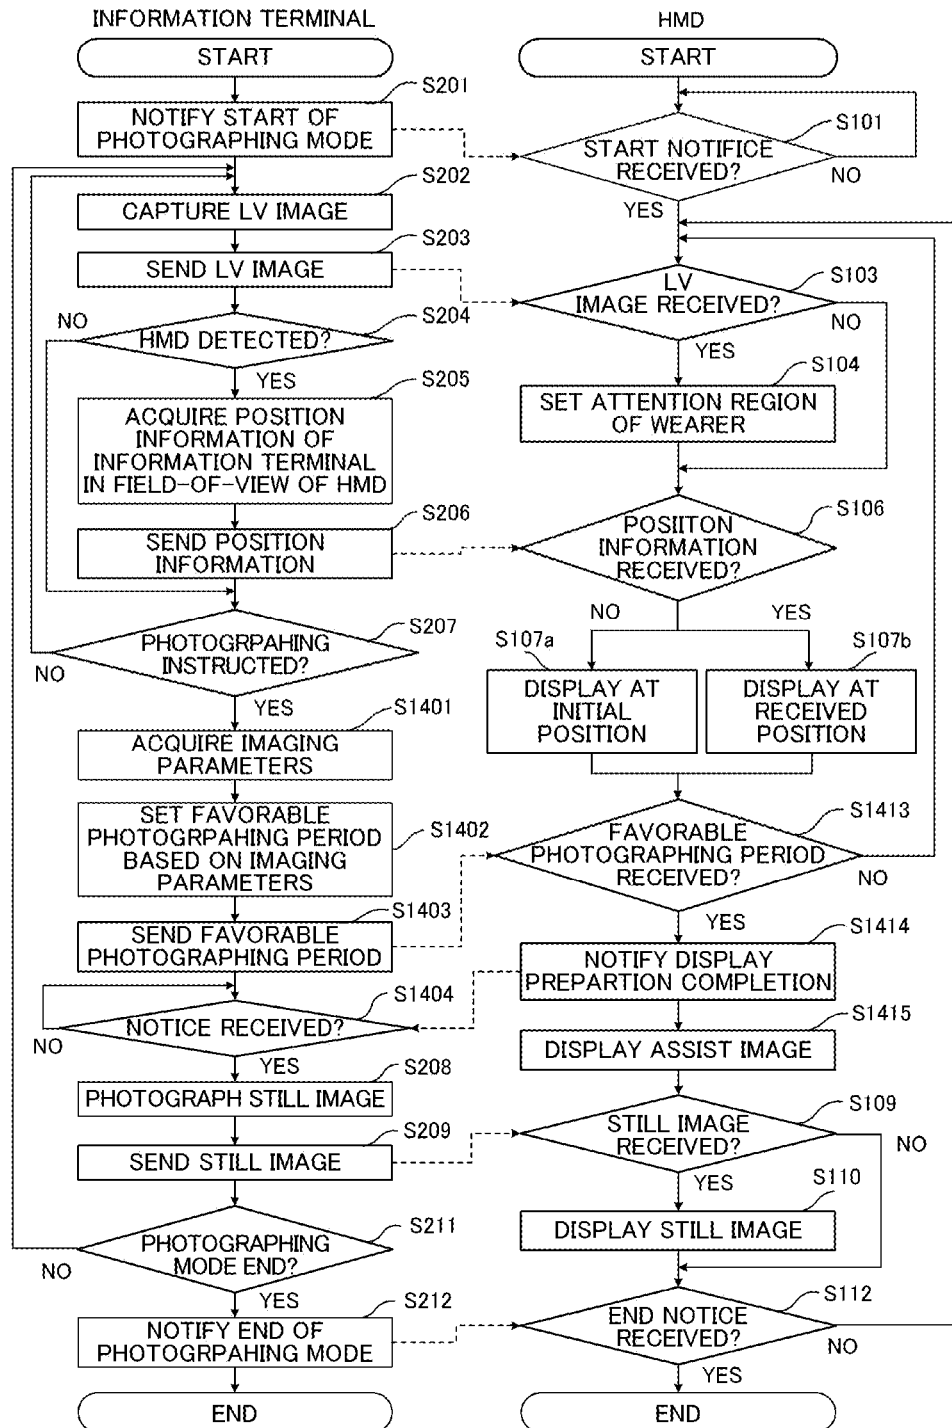 INFORMATION TERMINAL
START
S201
NOTIFY START OF
PHOTOGRAPHING MODE
S202
CAPTURE LV IMAGE
S203
SEND LV IMAGE
S204
NO
HMD DETECTED?
YES
S205
ACQUIRE POSITION
INFORMATION OF
INFORMATION TERMINAL
IN FIELD-OF-VIEW OF HMD
S206
SEND POSITION
INFORMATION
S207
PHOTOGRPAHING
INSTRUCTED?
NO
YES
S1401
ACQUIRE IMAGING
PARAMETERS
SET FAVORABLE
PHOTOGRPAHING PERIOD
BASED ON IMAGING
PARAMETERS
S1402
S1403
SEND FAVORABLE
PHOTOGRAPHING PERIOD
S1404
NOTICE RECEIVED?
NO
YES
S208
PHOTOGRAPH STILL IMAGE
S209
SEND STILL IMAGE
S211
PHOTOGRAPHING
MODE END?
NO
YES
S212
NOTIFY END OF
PHOTOGRPAHING MODE
END
HMD
START
S101
START NOTIFICE
RECEIVED?
NO
YES
S103
LV
IMAGE RECEIVED?
NO
YES
S104
SET ATTENTION REGION
OF WEARER
S106
POSIITON
INFORMATION
RECEIVED?
NO
YES
S107a
S107b
DISPLAY AT
INITIAL
POSITION
DISPLAY AT
RECEIVED
POSITION
S1413
FAVORABLE
PHOTOGRAPHING PERIOD
RECEIVED?
NO
YES
S1414
NOTIFY DISPLAY
PREPARTION COMPLETION
S1415
DISPLAY ASSIST IMAGE
S109
STILL IMAGE
RECEIVED?
NO
YES
S110
DISPLAY STILL IMAGE
S112
END NOTICE
RECEIVED?
NO
YES
END